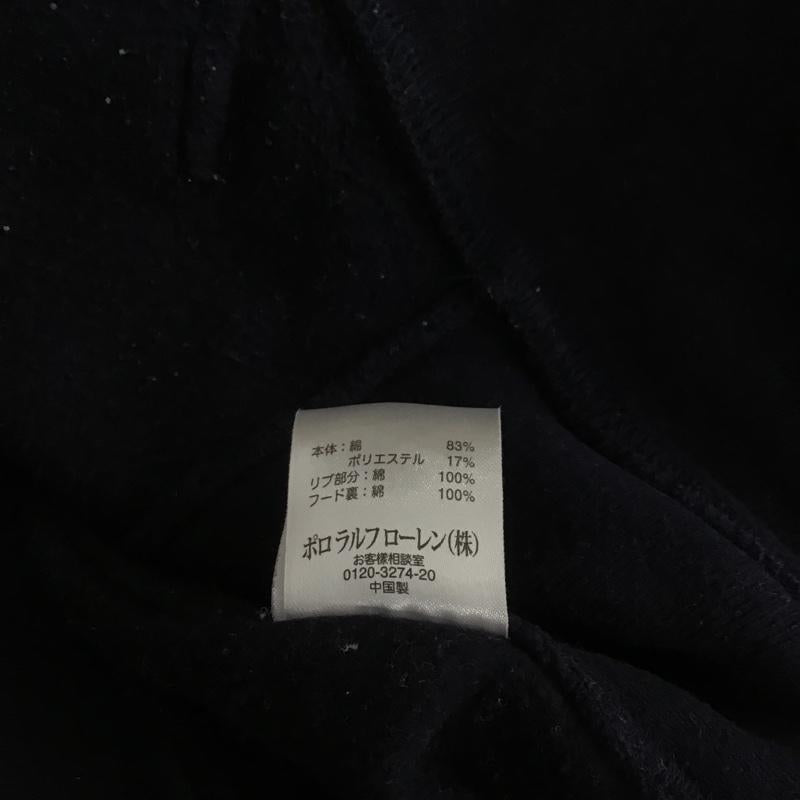 本体：綿 83%
ポリエステル 17%
リブ部分：綿 100%
フード裏：綿 100%
ポロ ラルフ ローレン(株)
お客様相談室
0120-3274-20
中国製